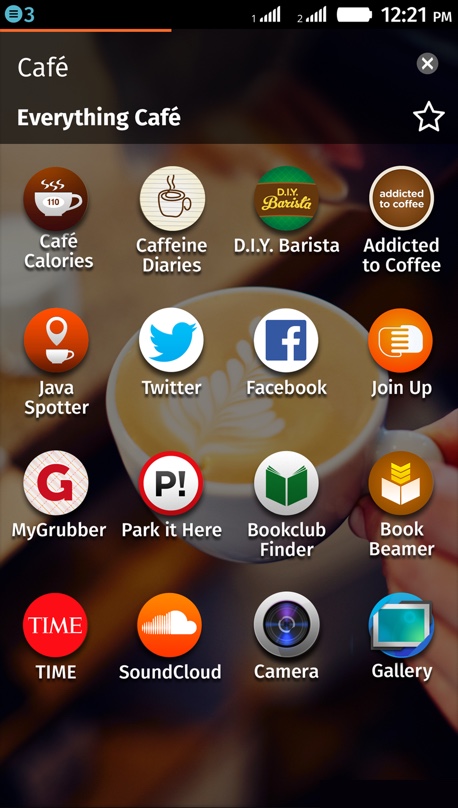 3
1
2
12:21 PM
Café
Everything Café
110
D.I.Y.
Barista
addicted
to coffee
Café
Calories
Caffeine
Diaries
D.I.Y. Barista
Addicted
to Coffee
Java
Spotter
Twitter
Facebook
Join Up
G
P!
MyGrubber
Park it Here
Bookclub
Finder
Book
Beamer
TIME
TIME
SoundCloud
Camera
Gallery